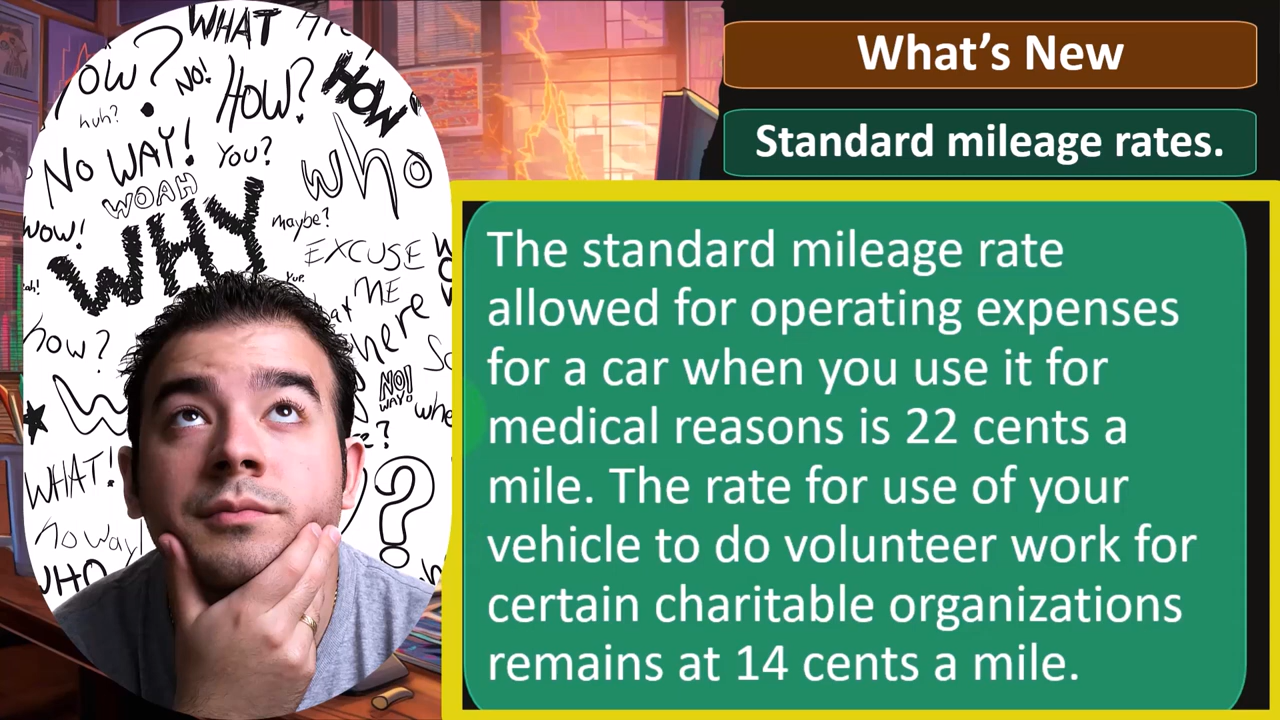 What's New
Standard mileage rates.
The standard mileage rate
allowed for operating expenses
for a car when you use it for
medical reasons is 22 cents a
mile. The rate for use of your
vehicle to do volunteer work for
certain charitable organizations
remains at 14 cents a mile.
WHAT
OW?
NO!
HOW?
HOW
huh?
NO WAY!
YOU?
who
WOAH
WOW!
WHY
maybe?
EXCUSE
ME
Yup.
how?
here
NO!
WAY!
WHAT!
?
no way!
WHO